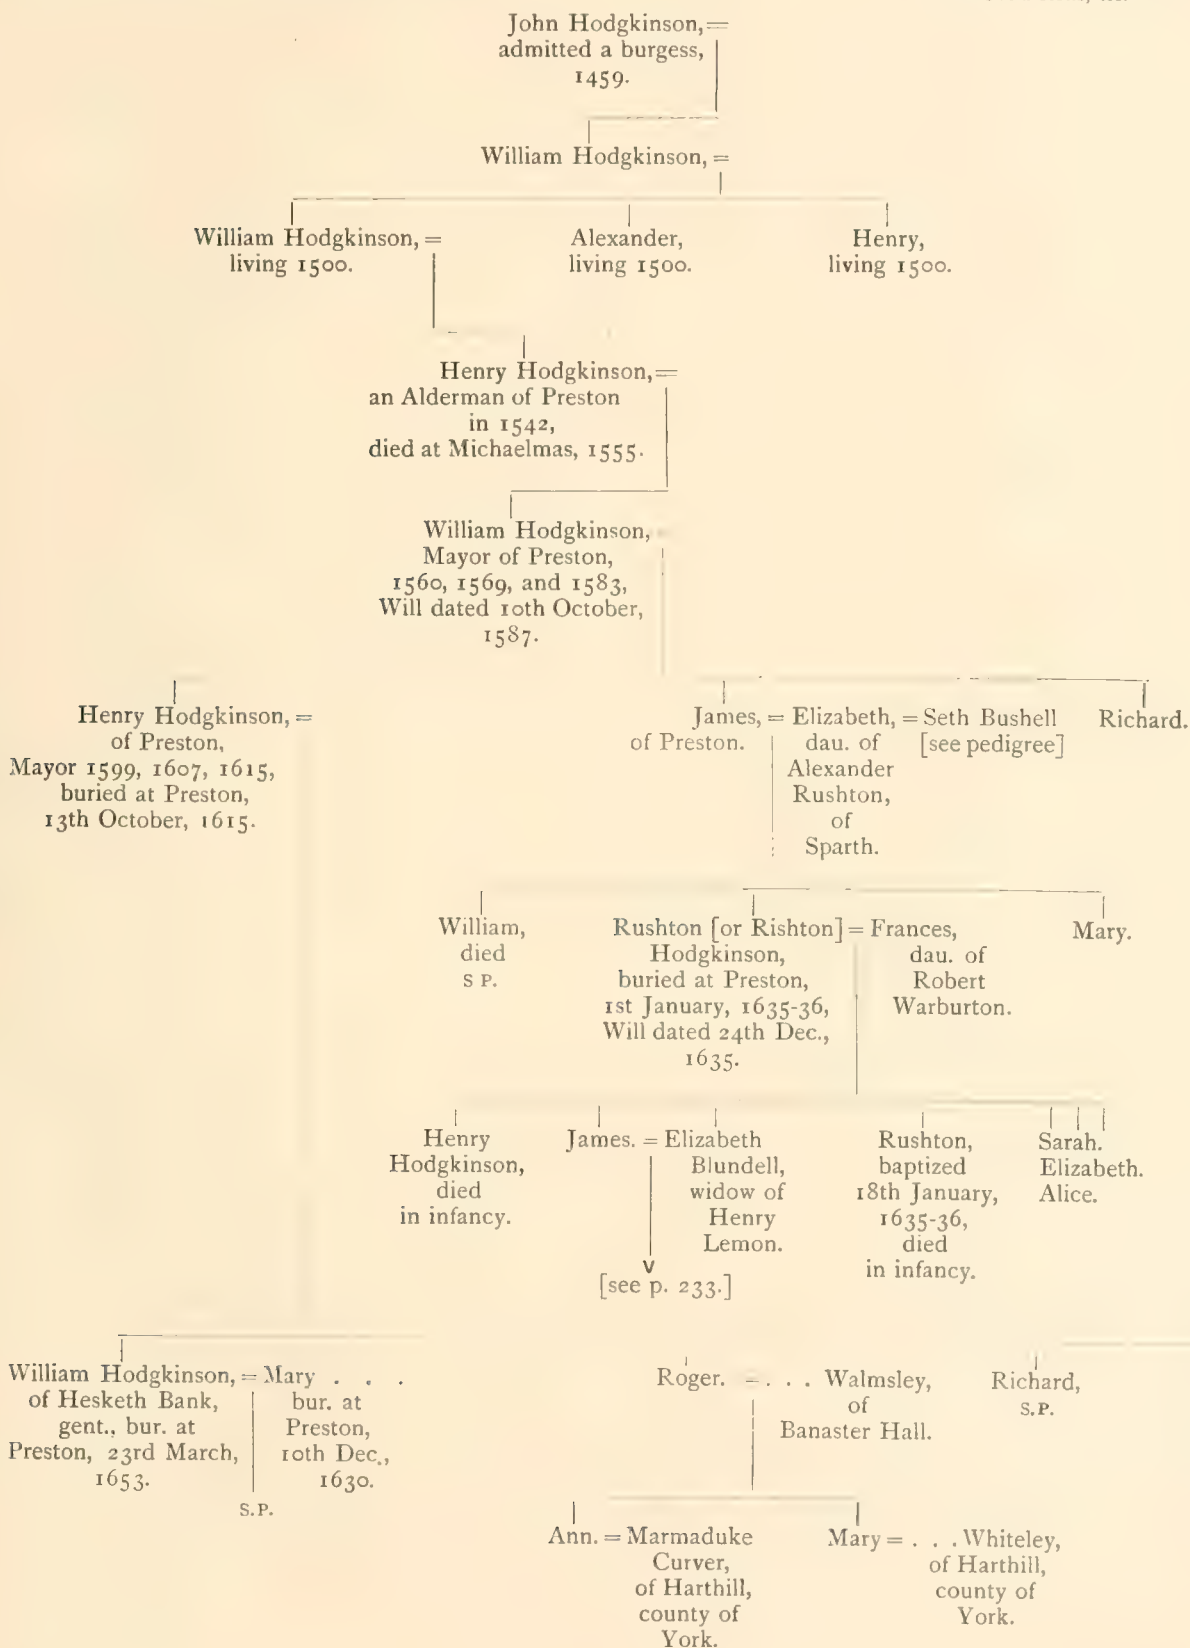 John Hodgkinson, =
admitted a burgess,
1459.
William Hodgkinson, =
William Hodgkinson, =
living 1500.
Alexander,
living 1500.
Henry,
living 1500.
Henry Hodgkinson, =
an Alderman of Preston
in 1542,
died at Michaelmas, 1555.
William Hodgkinson,
Mayor of Preston,
1560, 1569, and 1583,
Will dated 10th October,
1587.
Henry Hodgkinson, =
of Preston,
Mayor 1599, 1607, 1615,
buried at Preston,
13th October, 1615.
James, = Elizabeth, = Seth Bushell
of Preston.
dau. of
Alexander
Rushton,
of
Sparth.
[see pedigree]
Richard.
William,
died
S P.
Rushton [or Rishton] = Frances,
Hodgkinson,
buried at Preston,
1st January, 1635-36,
Will dated 24th Dec.,
1635.
dau. of
Robert
Warburton.
Mary.
Henry
Hodgkinson,
died
in infancy.
James. = Elizabeth
Blundell,
widow of
Henry
Lemon.
[see p. 233.]
Rushton,
baptized
18th January,
1635-36,
died
in infancy.
Sarah.
Elizabeth.
Alice.
William Hodgkinson, = Mary . . .
of Hesketh Bank,
gent., bur. at
Preston, 23rd March,
1653.
bur. at
Preston,
10th Dec.,
1630.
S.P.
Roger. = . . . Walmsley,
of
Banaster Hall.
Richard,
S.P.
Ann. = Marmaduke
Curver,
of Harthill,
county of
York.
Mary = . . . Whiteley,
of Harthill,
county of
York.